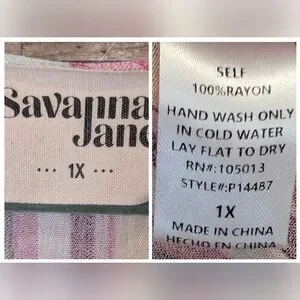 Savanna
Jane
··· 1X ···
SELF
100%RAYON
HAND WASH ONLY
IN COLD WATER
LAY FLAT TO DRY
RN#:105013
STYLE#:P14487
1X
MADE IN CHINA
HECHO EN CHINA